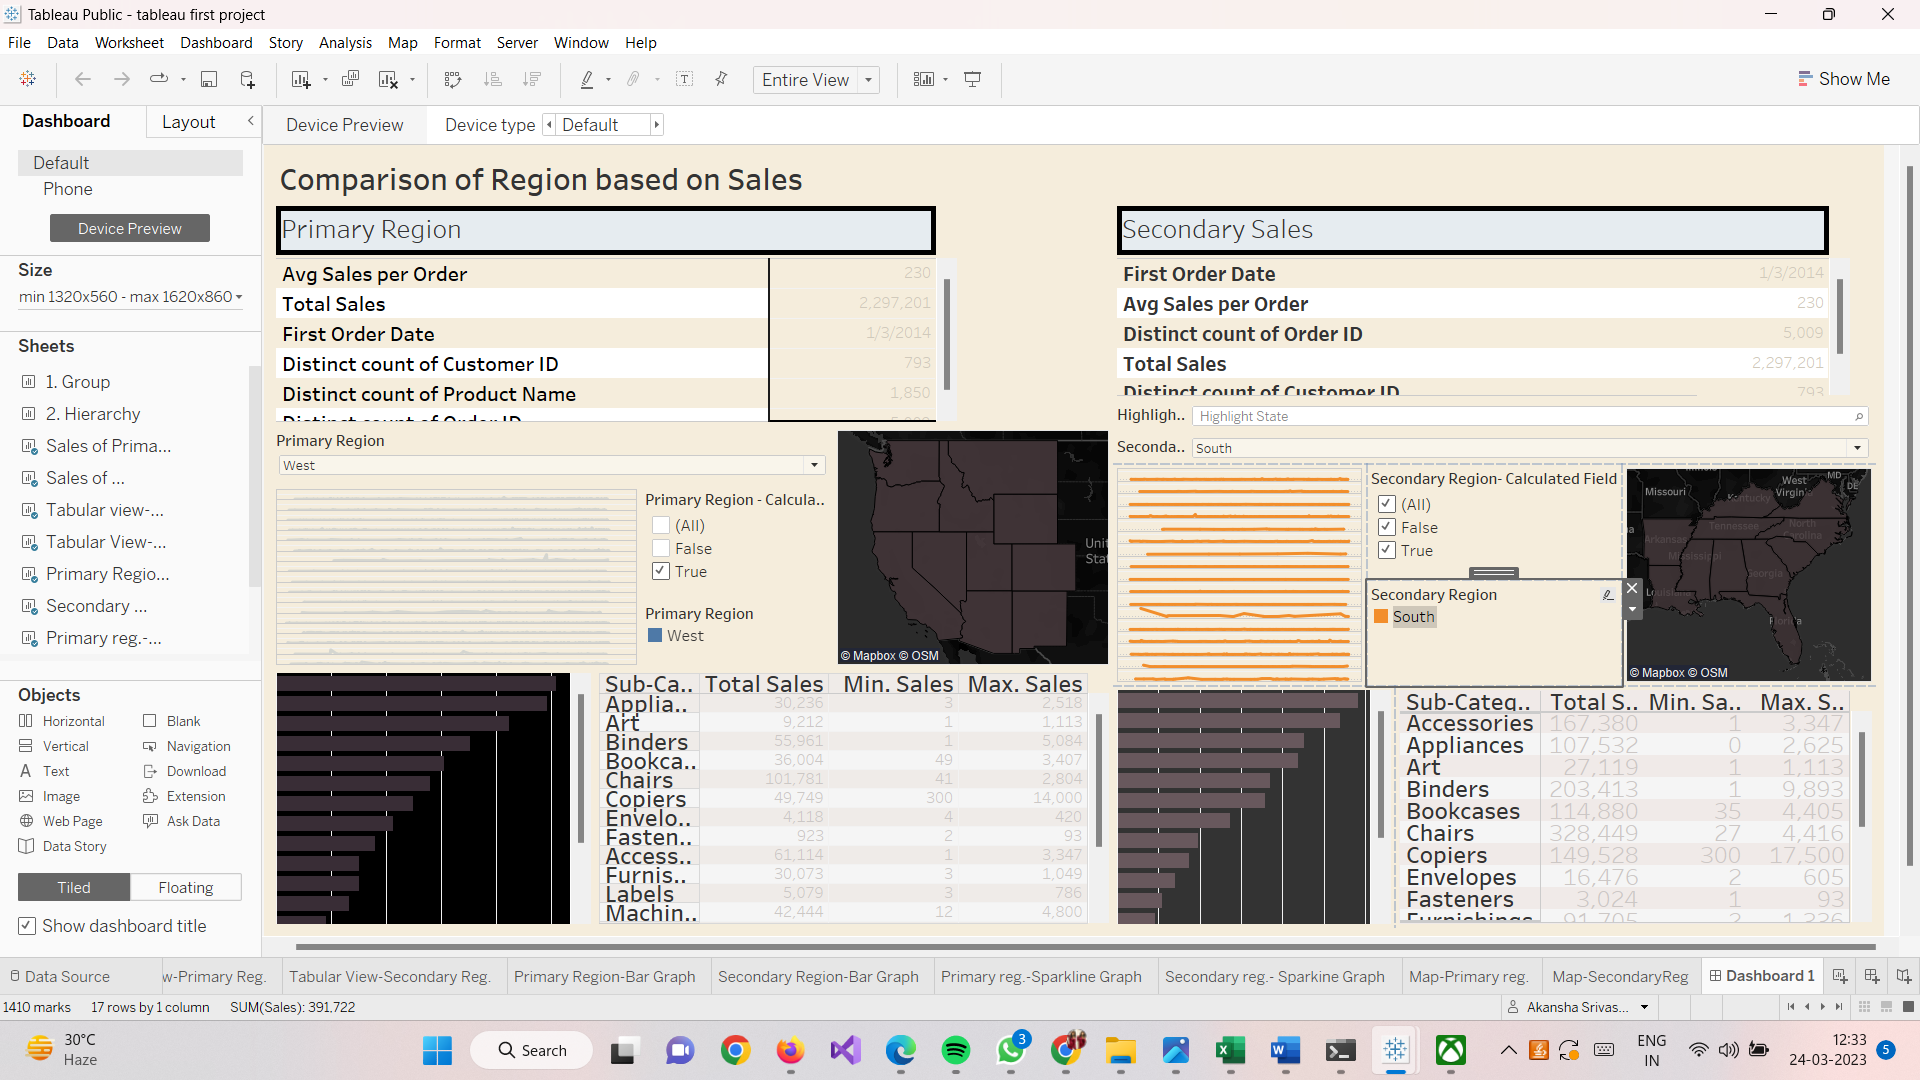 Tableau Public - tableau first project
File Data Worksheet Dashboard Story Analysis Map Format Server Window Help
Entire View
Show Me
Dashboard Layout
Device Preview Device type Default
Default
Phone
Device Preview
Size
min 1320x560 - max 1620x860
Sheets
1. Group
2. Hierarchy
Sales of Prima...
Sales of ...
Tabular view-...
Tabular View-...
Primary Regio...
Secondary ...
Primary reg.-...
Objects
Horizontal Blank
Vertical Navigation
Text Download
Image Extension
Web Page Ask Data
Data Story
Tiled Floating
Show dashboard title
Comparison of Region based on Sales
Primary Region
Avg Sales per Order 230
Total Sales 2,297,201
First Order Date 1/3/2014
Distinct count of Customer ID 793
Distinct count of Product Name 1,850
Distinct count of Order ID 5,009
Primary Region
West
Primary Region - Calcula..
(All)
False
True
Primary Region
West
© Mapbox © OSM
Sub-Ca.. Total Sales Min. Sales Max. Sales
Applia.. 30,236 3 2,518
Art 9,212 1 1,113
Binders 55,961 1 5,084
Bookca.. 36,004 49 3,407
Chairs 101,781 41 2,804
Copiers 49,749 300 14,000
Envelo.. 4,118 4 420
Fasten.. 923 2 93
Access.. 61,114 1 3,347
Furnis.. 30,073 3 1,049
Labels 5,079 3 786
Machin.. 42,444 12 4,800
Secondary Sales
First Order Date 1/3/2014
Avg Sales per Order 230
Distinct count of Order ID 5,009
Total Sales 2,297,201
Distinct count of Customer ID 793
Highligh.. Highlight State
Seconda.. South
Secondary Region- Calculated Field
(All)
False
True
Secondary Region
South
Missouri
West Virginia
MD
DE
Kentucky
Tennessee
North Carolina
Arkansas
Mississippi
Georgia
Louisiana
Florida
© Mapbox © OSM
Sub-Categ.. Total S.. Min. Sa.. Max. S..
Accessories 167,380 1 3,347
Appliances 107,532 0 2,625
Art 27,119 1 1,113
Binders 203,413 1 9,893
Bookcases 114,880 35 4,405
Chairs 328,449 27 4,416
Copiers 149,528 300 17,500
Envelopes 16,476 2 605
Fasteners 3,024 1 93
Furnishings 91,705 2 1,336
Data Source w-Primary Reg. Tabular View-Secondary Reg. Primary Region-Bar Graph Secondary Region-Bar Graph Primary reg.-Sparkline Graph Secondary reg.- Sparkine Graph Map-Primary reg. Map-SecondaryReg Dashboard 1
1410 marks 17 rows by 1 column SUM(Sales): 391,722
Akansha Srivas...
30°C
Haze
Search
3
ENG
IN
12:33
24-03-2023
5